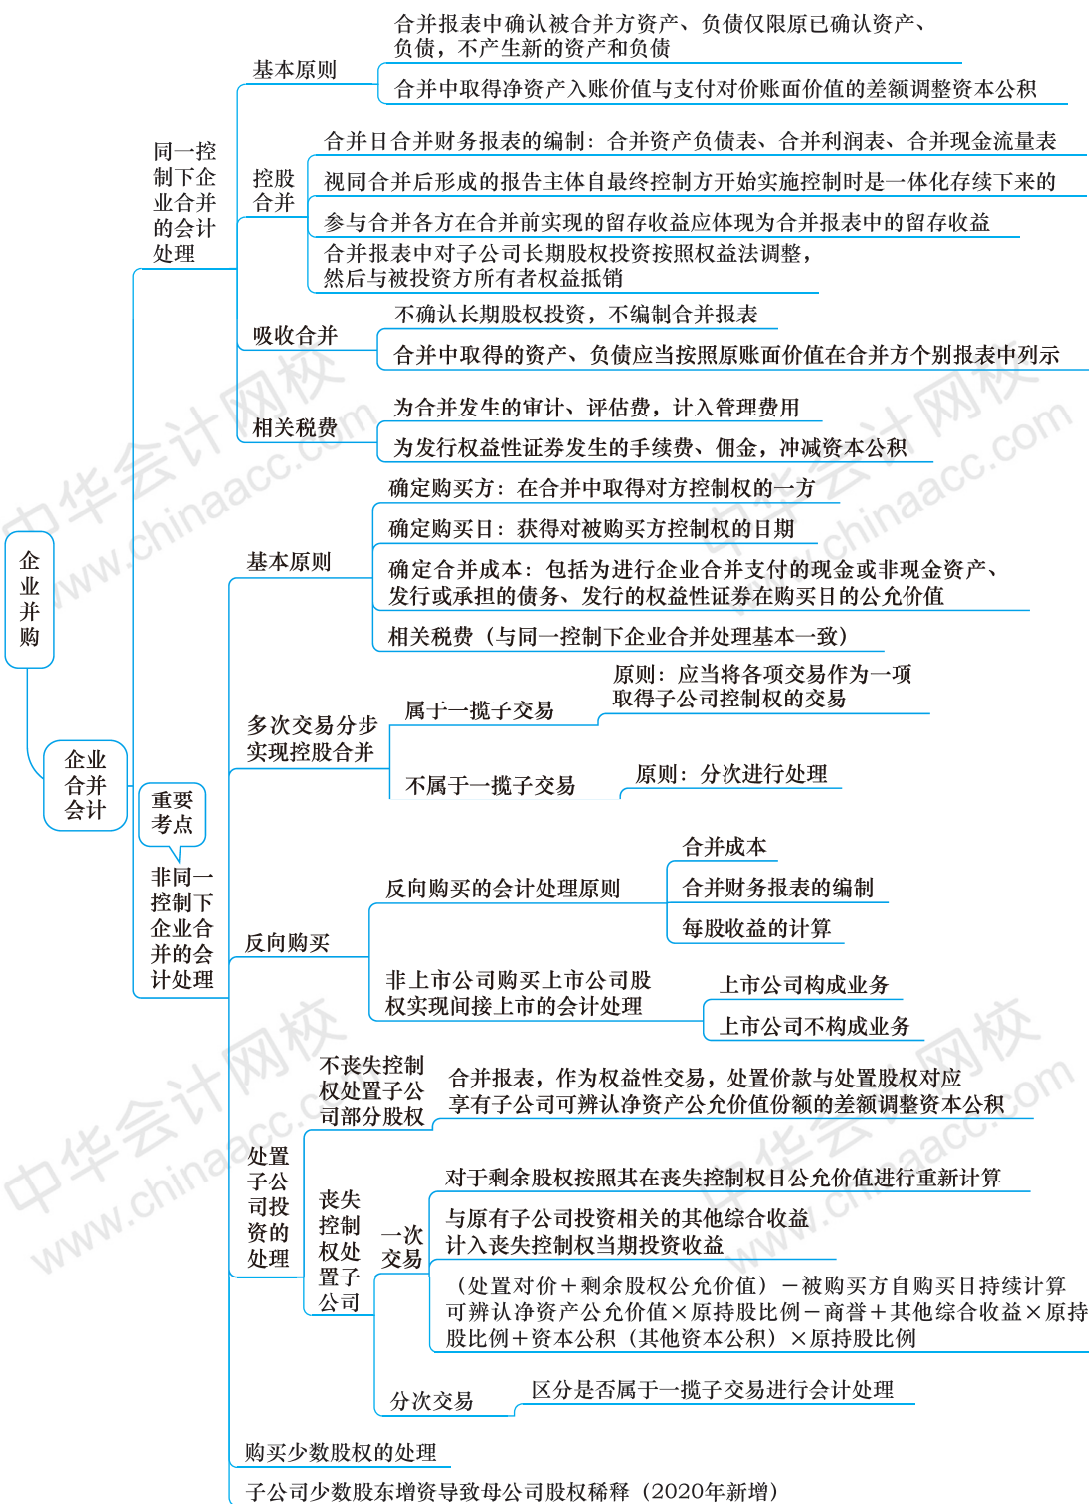 企业并购
企业
合并
会计
同一控
制下企
业合并
的会计
处理
基本原则
合并报表中确认被合并方资产、负债仅限原已确认资产、
负债，不产生新的资产和负债
合并中取得净资产入账价值与支付对价账面价值的差额调整资本公积
控股
合并
合并日合并财务报表的编制：合并资产负债表、合并利润表、合并现金流量表
视同合并后形成的报告主体自最终控制方开始实施控制时是一体化存续下来的
参与合并各方在合并前实现的留存收益应体现为合并报表中的留存收益
合并报表中对子公司长期股权投资按照权益法调整，
然后与被投资方所有者权益抵销
吸收合并
不确认长期股权投资，不编制合并报表
合并中取得的资产、负债应当按照原账面价值在合并方个别报表中列示
相关税费
为合并发生的审计、评估费，计入管理费用
为发行权益性证券发生的手续费、佣金，冲减资本公积
重要
考点
非同一
控制下
企业合
并的会
计处理
基本原则
确定购买方：在合并中取得对方控制权的一方
确定购买日：获得对被购买方控制权的日期
确定合并成本：包括为进行企业合并支付的现金或非现金资产、
发行或承担的债务、发行的权益性证券在购买日的公允价值
相关税费（与同一控制下企业合并处理基本一致）
多次交易分步
实现控股合并
属于一揽子交易
原则：应当将各项交易作为一项
取得子公司控制权的交易
不属于一揽子交易
原则：分次进行处理
反向购买
反向购买的会计处理原则
合并成本
合并财务报表的编制
每股收益的计算
非上市公司购买上市公司股
权实现间接上市的会计处理
上市公司构成业务
上市公司不构成业务
处置
子公
司投
资的
处理
不丧失控制
权处置子公
司部分股权
合并报表，作为权益性交易，处置价款与处置股权对应
享有子公司可辨认净资产公允价值份额的差额调整资本公积
丧失
控制
权处
置子
公司
一次
交易
对于剩余股权按照其在丧失控制权日公允价值进行重新计算
与原有子公司投资相关的其他综合收益
计入丧失控制权当期投资收益
（处置对价＋剩余股权公允价值）－被购买方自购买日持续计算
可辨认净资产公允价值×原持股比例－商誉＋其他综合收益×原持
股比例＋资本公积（其他资本公积）×原持股比例
分次交易
区分是否属于一揽子交易进行会计处理
购买少数股权的处理
子公司少数股东增资导致母公司股权稀释（2020年新增）
中华会计网校
www.chinaacc.com
中华会计网校
www.chinaacc.com
中华会计网校
www.chinaacc.com
中华会计网校
www.chinaacc.com